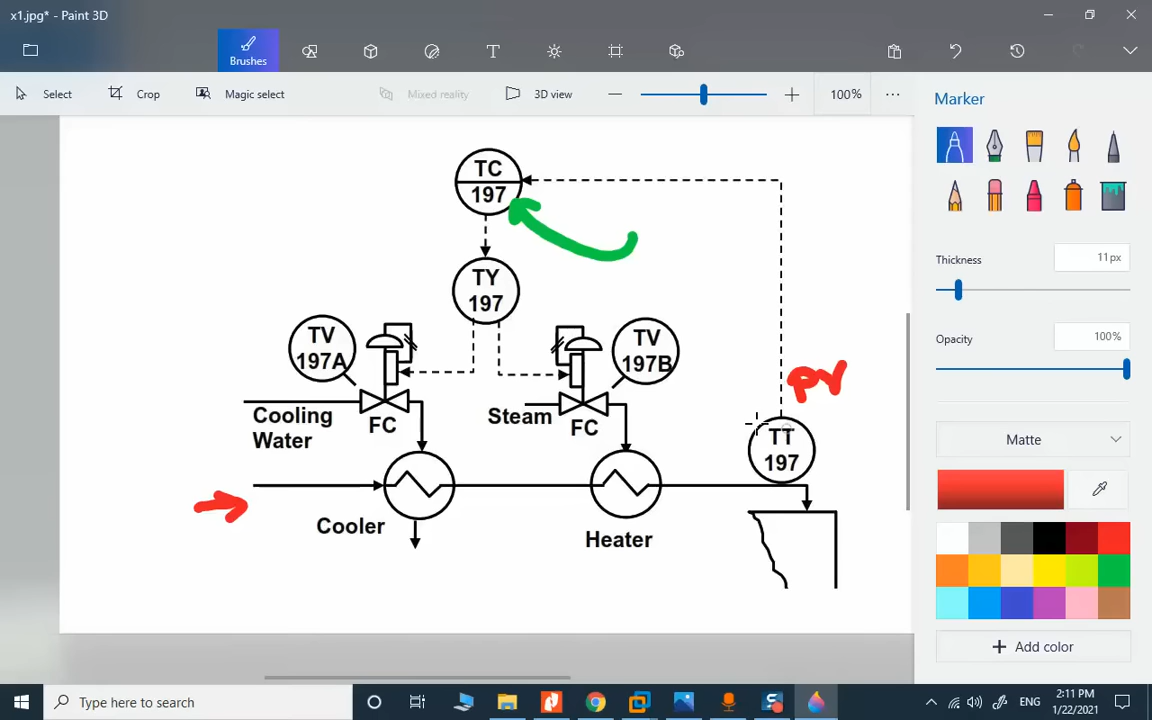 x1.jpg* - Paint 3D
Brushes
Select
Crop
Magic select
Mixed reality
3D view
100%
Marker
Thickness
11px
Opacity
100%
Matte
Add color
TC
197
TY
197
TV
197A
TV
197B
PV
Cooling
Water
FC
Steam
FC
TT
197
Cooler
Heater
Type here to search
ENG
2:11 PM
1/22/2021